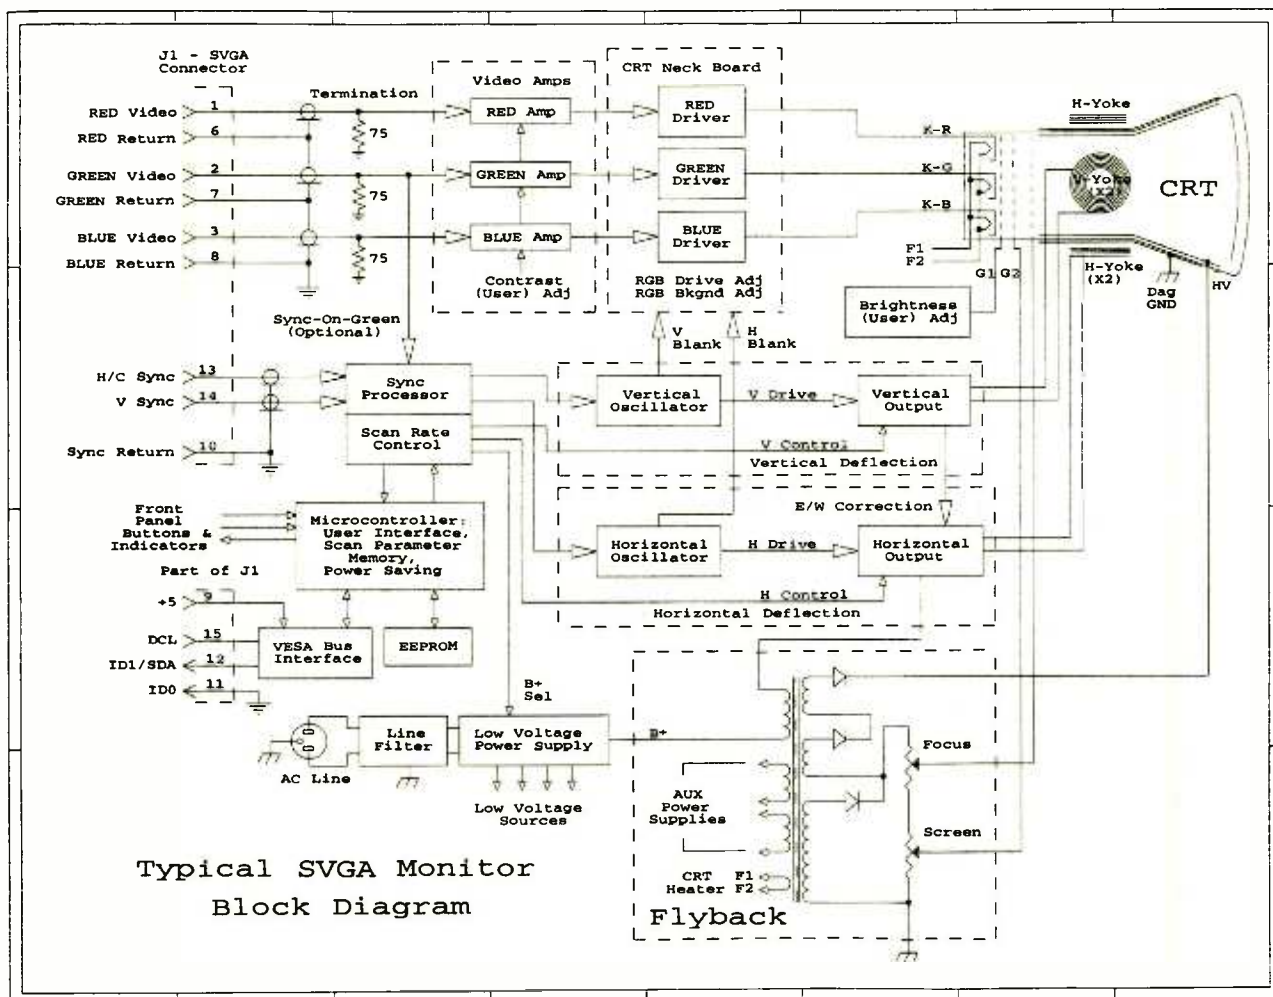 J1 - SVGA
Connector
RED Video 1
RED Return 6
GREEN Video 2
GREEN Return 7
BLUE Video 3
BLUE Return 8
Termination
75
75
75
Video Amps
RED Amp
GREEN Amp
BLUE Amp
Contrast
(User) Adj
CRT Neck Board
RED
Driver
GREEN
Driver
BLUE
Driver
RGB Drive Adj
RGB Bkgnd Adj
K-R
K-G
K-B
F1
F2
G1 G2
H-Yoke
V-Yoke
(X2)
CRT
H-Yoke
(X2)
Dag
GND
HV
Brightness
(User) Adj
Sync-On-Green
(Optional)
V
Blank
H
Blank
H/C Sync 13
V Sync 14
Sync Return 10
Sync
Processor
Scan Rate
Control
Vertical
Oscillator
V Drive
Vertical
Output
V Control
Vertical Deflection
E/W Correction
Front
Panel
Buttons &
Indicators
Microcontroller:
User Interface,
Scan Parameter
Memory,
Power Saving
Horizontal
Oscillator
H Drive
Horizontal
Output
H Control
Horizontal Deflection
Part of J1
+5 9
DCL 15
ID1/SDA 12
ID0 11
VESA Bus
Interface
EEPROM
B+
Sel
AC Line
Line
Filter
Low Voltage
Power Supply
B+
Low Voltage
Sources
AUX
Power
Supplies
Focus
Screen
CRT F1
Heater F2
Flyback
Typical SVGA Monitor
Block Diagram